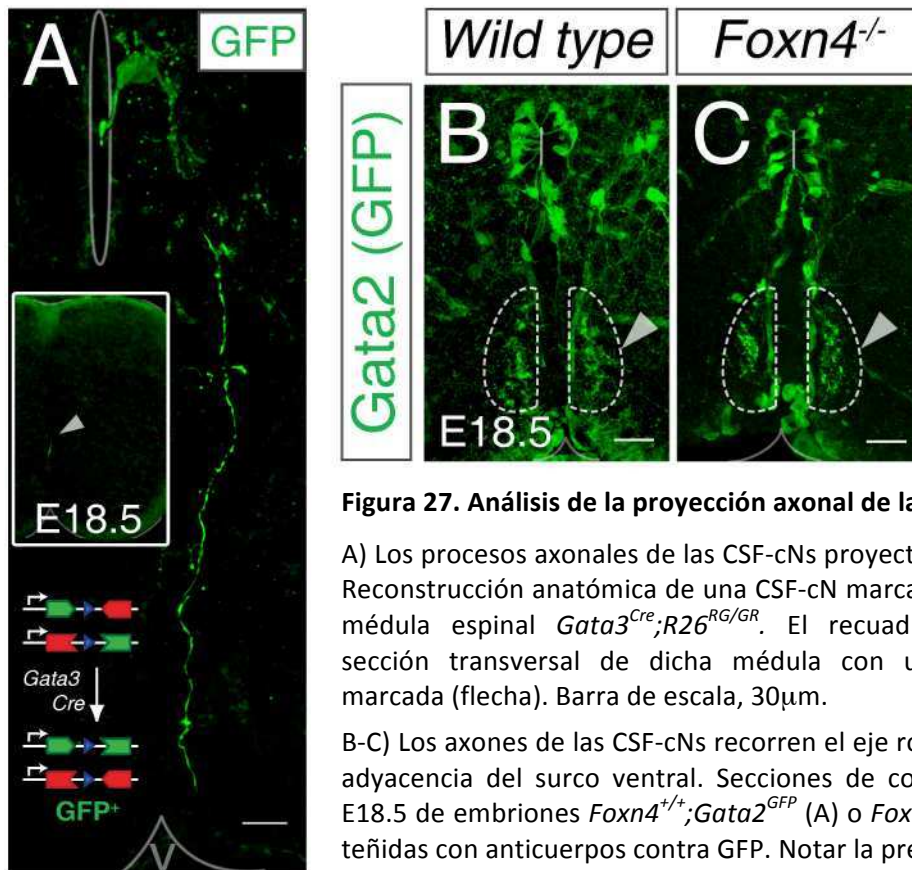 A
GFP
E18.5
Gata3
Cre
GFP+
V
Wild type
Foxn4-/-
Gata2 (GFP)
B
C
E18.5
Figura 27. Análisis de la proyección axonal de la
A) Los procesos axonales de las CSF-cNs proyect
Reconstrucción anatómica de una CSF-cN marca
médula espinal Gata3Cre;R26RG/GR. El recuad
sección transversal de dicha médula con u
marcada (flecha). Barra de escala, 30μm.
B-C) Los axones de las CSF-cNs recorren el eje ro
adyacencia del surco ventral. Secciones de co
E18.5 de embriones Foxn4+/+;Gata2GFP (A) o Fox
teñidas con anticuerpos contra GFP. Notar la pre